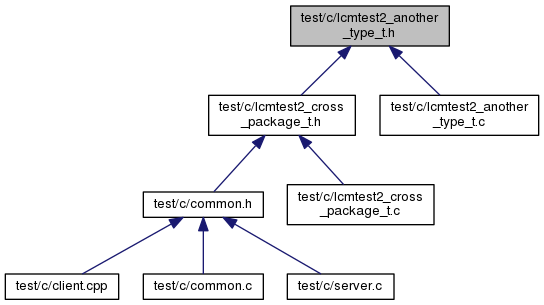 test/c/lcmtest2_another
_type_t.h
test/c/lcmtest2_cross
_package_t.h
test/c/lcmtest2_another
_type_t.c
test/c/common.h
test/c/lcmtest2_cross
_package_t.c
test/c/client.cpp
test/c/common.c
test/c/server.c